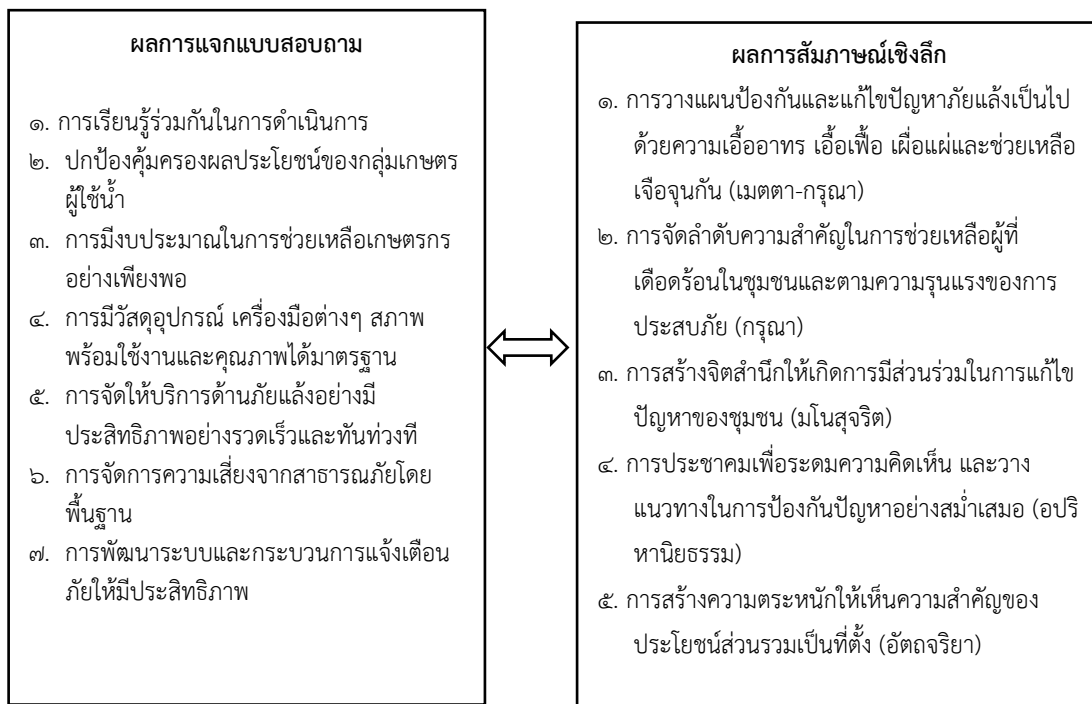 ผลการแจกแบบสอบถาม
๑. การเรียนรู้ร่วมกันในการดำเนินการ
๒. ปกป้องคุ้มครองผลประโยชน์ของกลุ่มเกษตร
ผู้ใช้น้ำ
๓. การมีงบประมาณในการช่วยเหลือเกษตรกร
อย่างเพียงพอ
๔. การมีวัสดุอุปกรณ์ เครื่องมือต่างๆ สภาพ
พร้อมใช้งานและคุณภาพได้มาตรฐาน
๕. การจัดให้บริการด้านภัยแล้งอย่างมี
ประสิทธิภาพอย่างรวดเร็วและทันท่วงที
๖. การจัดการความเสี่ยงจากสาธารณภัยโดย
พื้นฐาน
๗. การพัฒนาระบบและกระบวนการแจ้งเตือน
ภัยให้มีประสิทธิภาพ
ผลการสัมภาษณ์เชิงลึก
๑. การวางแผนป้องกันและแก้ไขปัญหาภัยแล้งเป็นไป
ด้วยความเอื้ออาทร เอื้อเฟื้อ เผื่อแผ่และช่วยเหลือ
เจือจุนกัน (เมตตา-กรุณา)
๒. การจัดลำดับความสำคัญในการช่วยเหลือผู้ที่
เดือดร้อนในชุมชนและตามความรุนแรงของการ
ประสบภัย (กรุณา)
๓. การสร้างจิตสำนึกให้เกิดการมีส่วนร่วมในการแก้ไข
ปัญหาของชุมชน (มโนสุจริต)
๔. การประชาคมเพื่อระดมความคิดเห็น และวาง
แนวทางในการป้องกันปัญหาอย่างสม่ำเสมอ (อปริ
หานิยธรรม)
๕. การสร้างความตระหนักให้เห็นความสำคัญของ
ประโยชน์ส่วนรวมเป็นที่ตั้ง (อัตถจริยา)